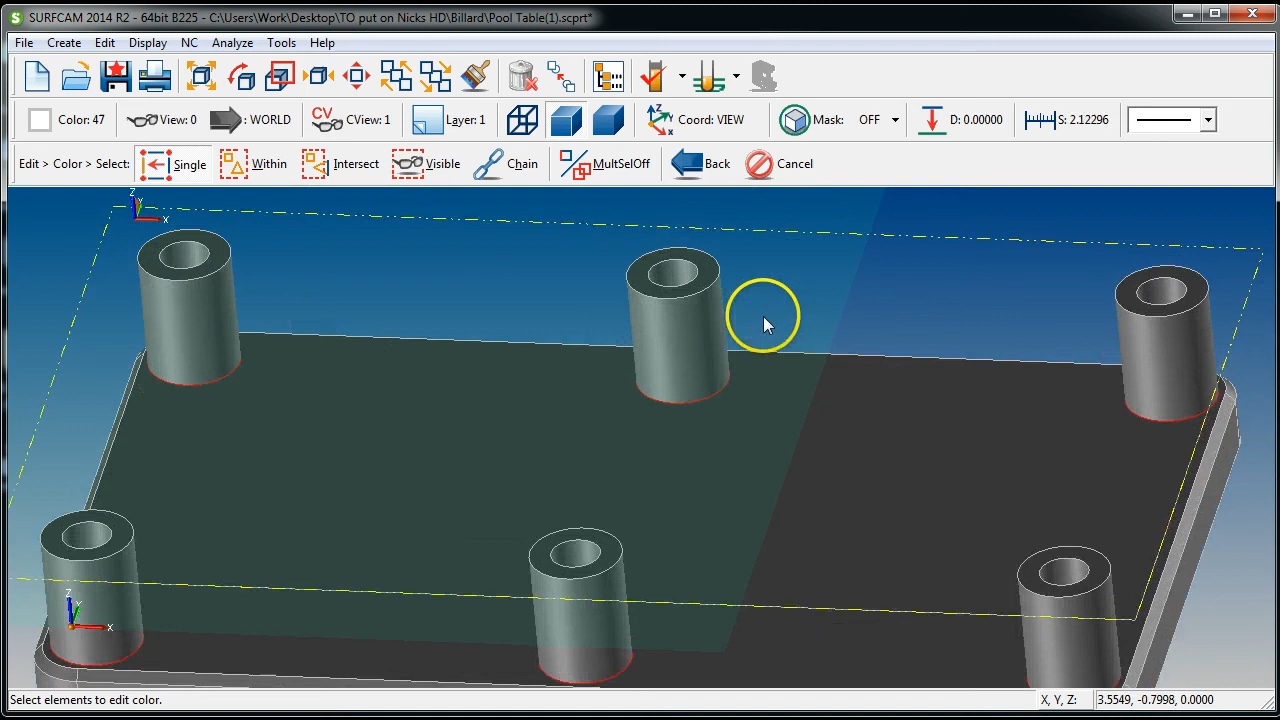 SURFCAM 2014 R2 - 64bit B225 - C:\Users\Work\Desktop\TO put on Nicks HD\Billard\Pool Table(1).scprt*
File Create Edit Display NC Analyze Tools Help
Color: 47 View: 0 : WORLD CV CView: 1 Layer: 1 Z Y X Coord: VIEW Mask: OFF D: 0.00000 S: 2.12296
Edit > Color > Select: Single Within Intersect Visible Chain MultSelOff Back Cancel
Z
Y
X
Z
Y
X
Select elements to edit color. X, Y, Z: 3.5549, -0.7998, 0.0000